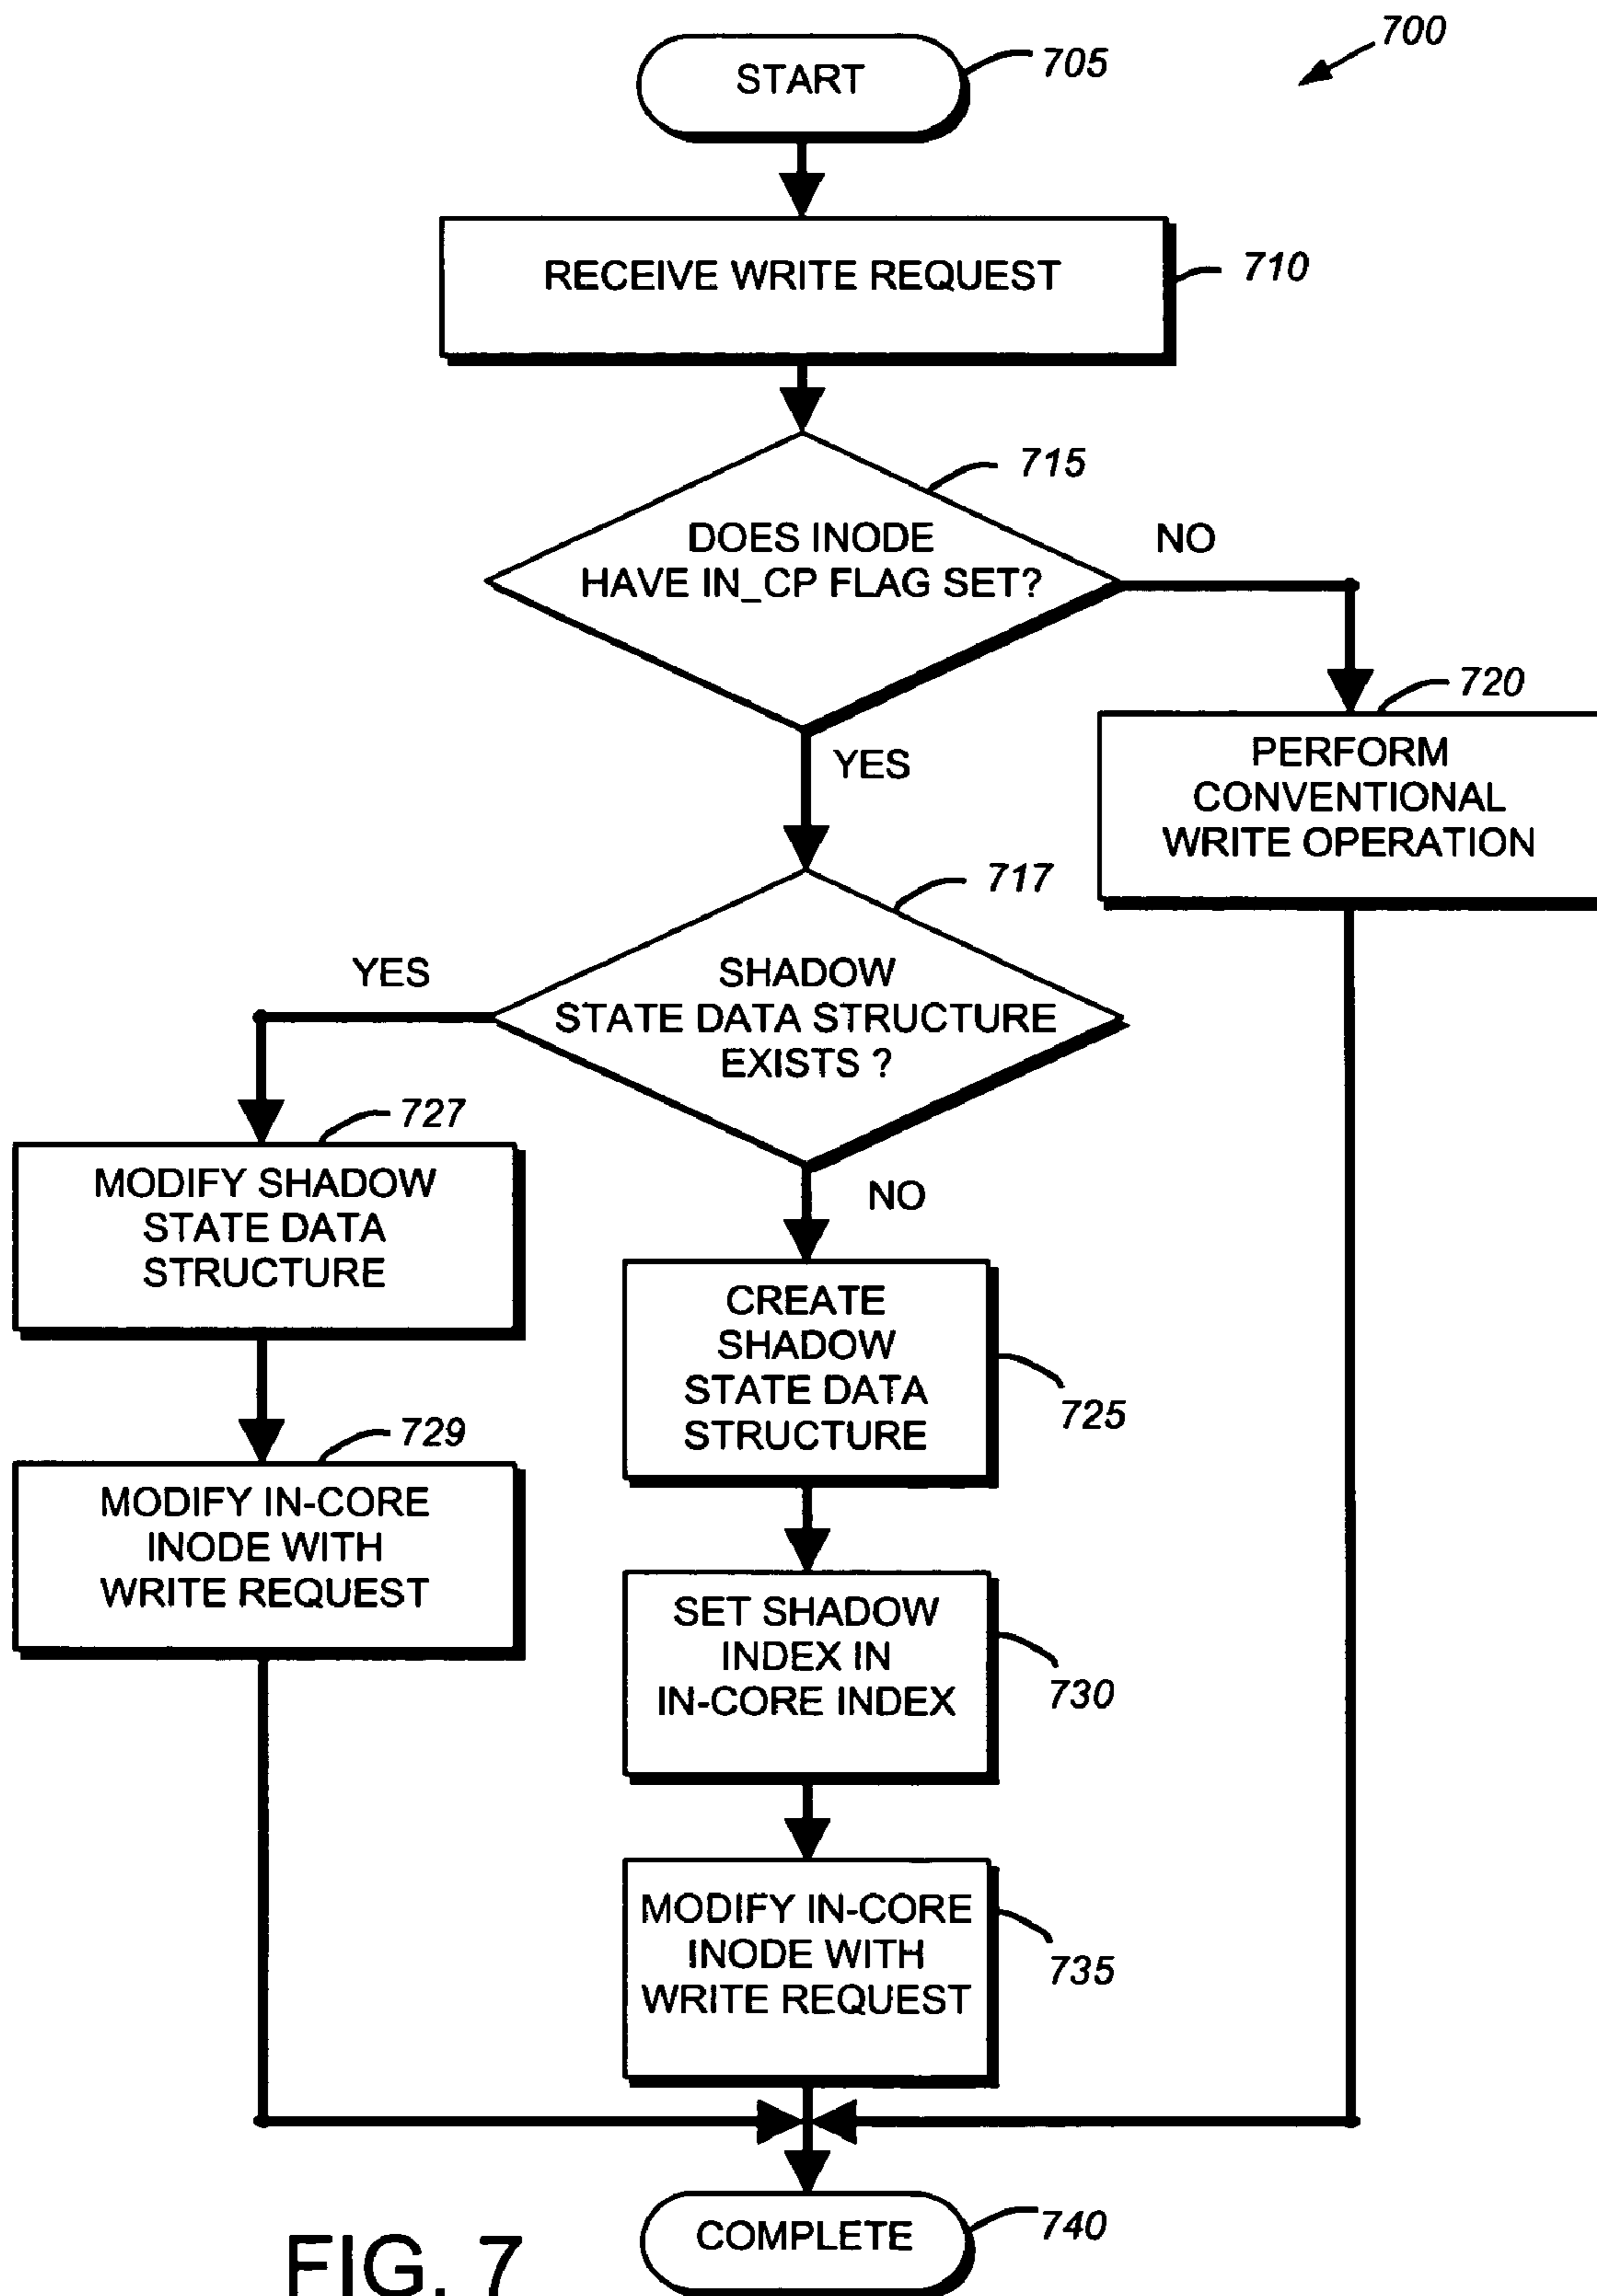 700
START
705
RECEIVE WRITE REQUEST
710
715
DOES INODE
HAVE IN_CP FLAG SET?
NO
YES
720
PERFORM
CONVENTIONAL
WRITE OPERATION
717
SHADOW
STATE DATA STRUCTURE
EXISTS ?
YES
NO
727
MODIFY SHADOW
STATE DATA
STRUCTURE
729
MODIFY IN-CORE
INODE WITH
WRITE REQUEST
CREATE
SHADOW
STATE DATA
STRUCTURE
725
SET SHADOW
INDEX IN
IN-CORE INDEX
730
MODIFY IN-CORE
INODE WITH
WRITE REQUEST
735
COMPLETE
740
FIG. 7